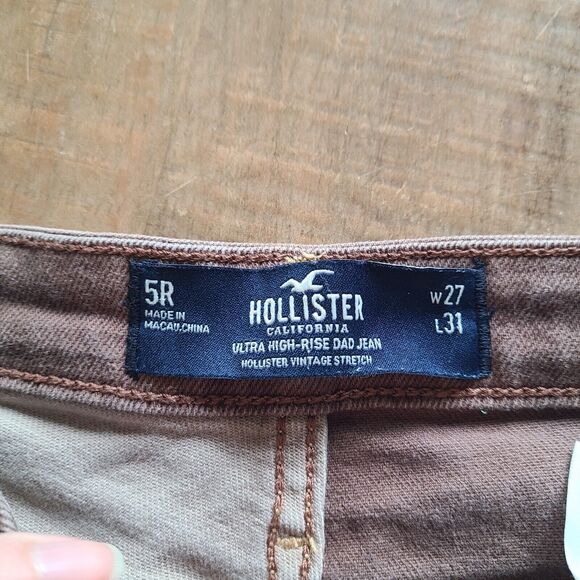 5R
MADE IN
MACAU.CHINA
HOLLISTER
CALIFORNIA
ULTRA HIGH-RISE DAD JEAN
HOLLISTER VINTAGE STRETCH
W27
L31